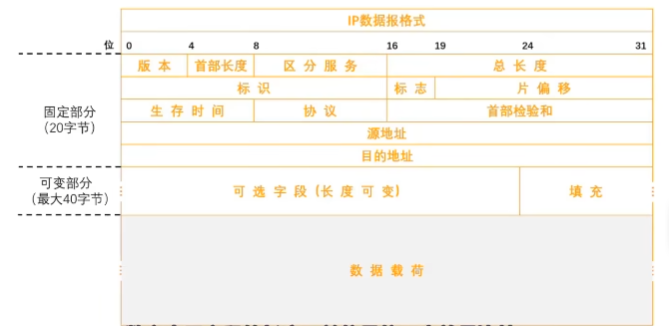 IP数据报格式
位 0 4 8 16 19 24 31
版 本 首部长度 区 分 服 务 总 长 度
标 识 标 志 片 偏 移
固定部分
(20字节)
生 存 时 间 协 议 首部检验和
源地址
目的地址
可变部分
(最大40字节)
可 选 字 段 (长 度 可 变) 填 充
数 据 载 荷